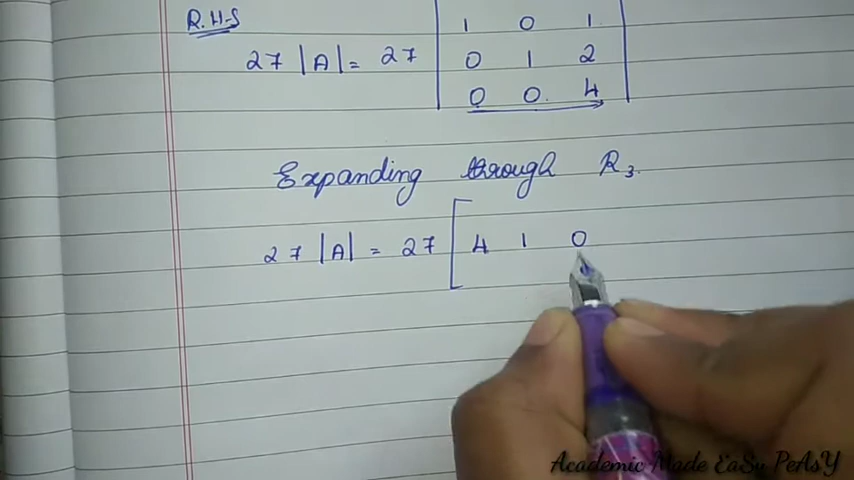 R.H.S
1 0 1
27 |A| = 27 0 1 2
0 0 4
Expanding through R₃.
27 |A| = 27 [ 4 1 0
Academic Made EaSy PeAsY